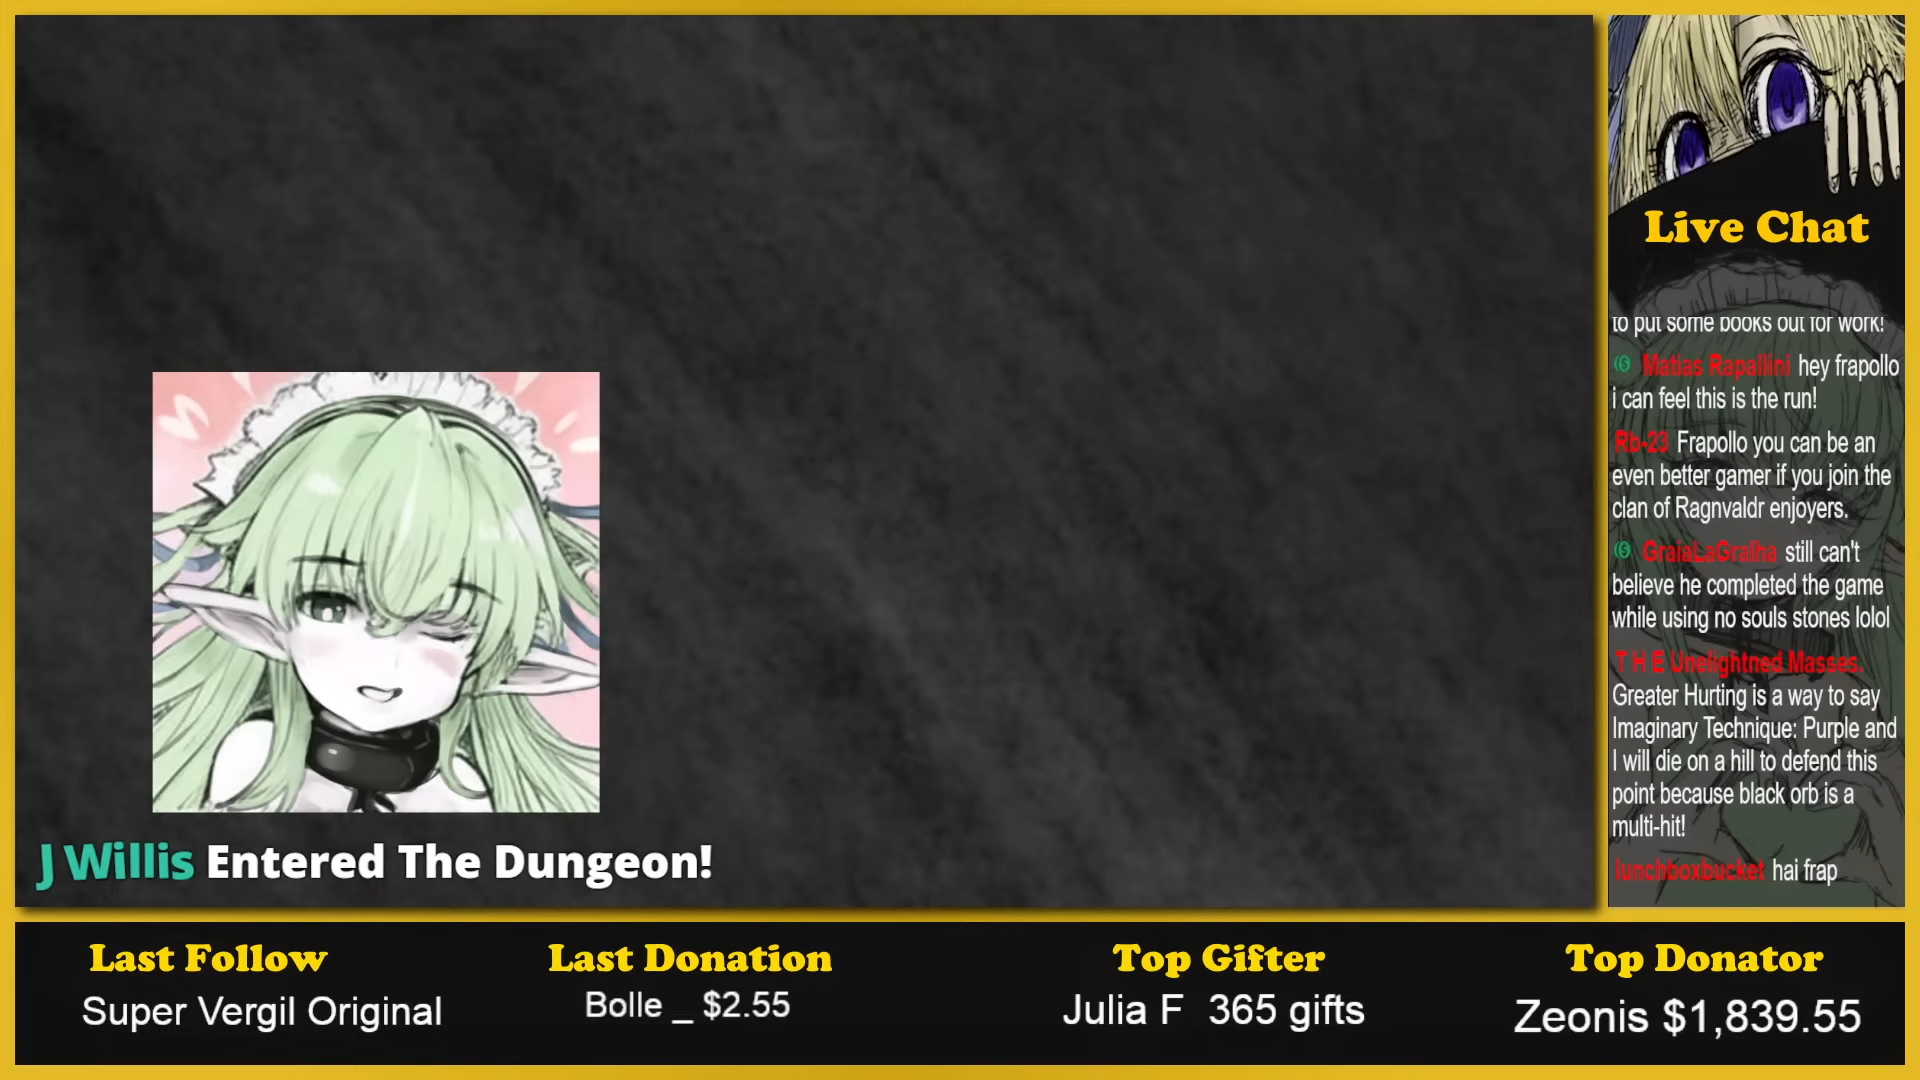 Live Chat
to put some books out for work!
Matias Rapallini hey frapollo
i can feel this is the run!
Rb-23 Frapollo you can be an
even better gamer if you join the
clan of Ragnvaldr enjoyers.
GraiaLaGralha still can't
believe he completed the game
while using no souls stones lolol
T H E Unelightned Masses.
Greater Hurting is a way to say
Imaginary Technique: Purple and
I will die on a hill to defend this
point because black orb is a
multi-hit!
lunchboxbucket hai frap
J Willis Entered The Dungeon!
Last Follow
Super Vergil Original
Last Donation
Bolle _ $2.55
Top Gifter
Julia F 365 gifts
Top Donator
Zeonis $1,839.55